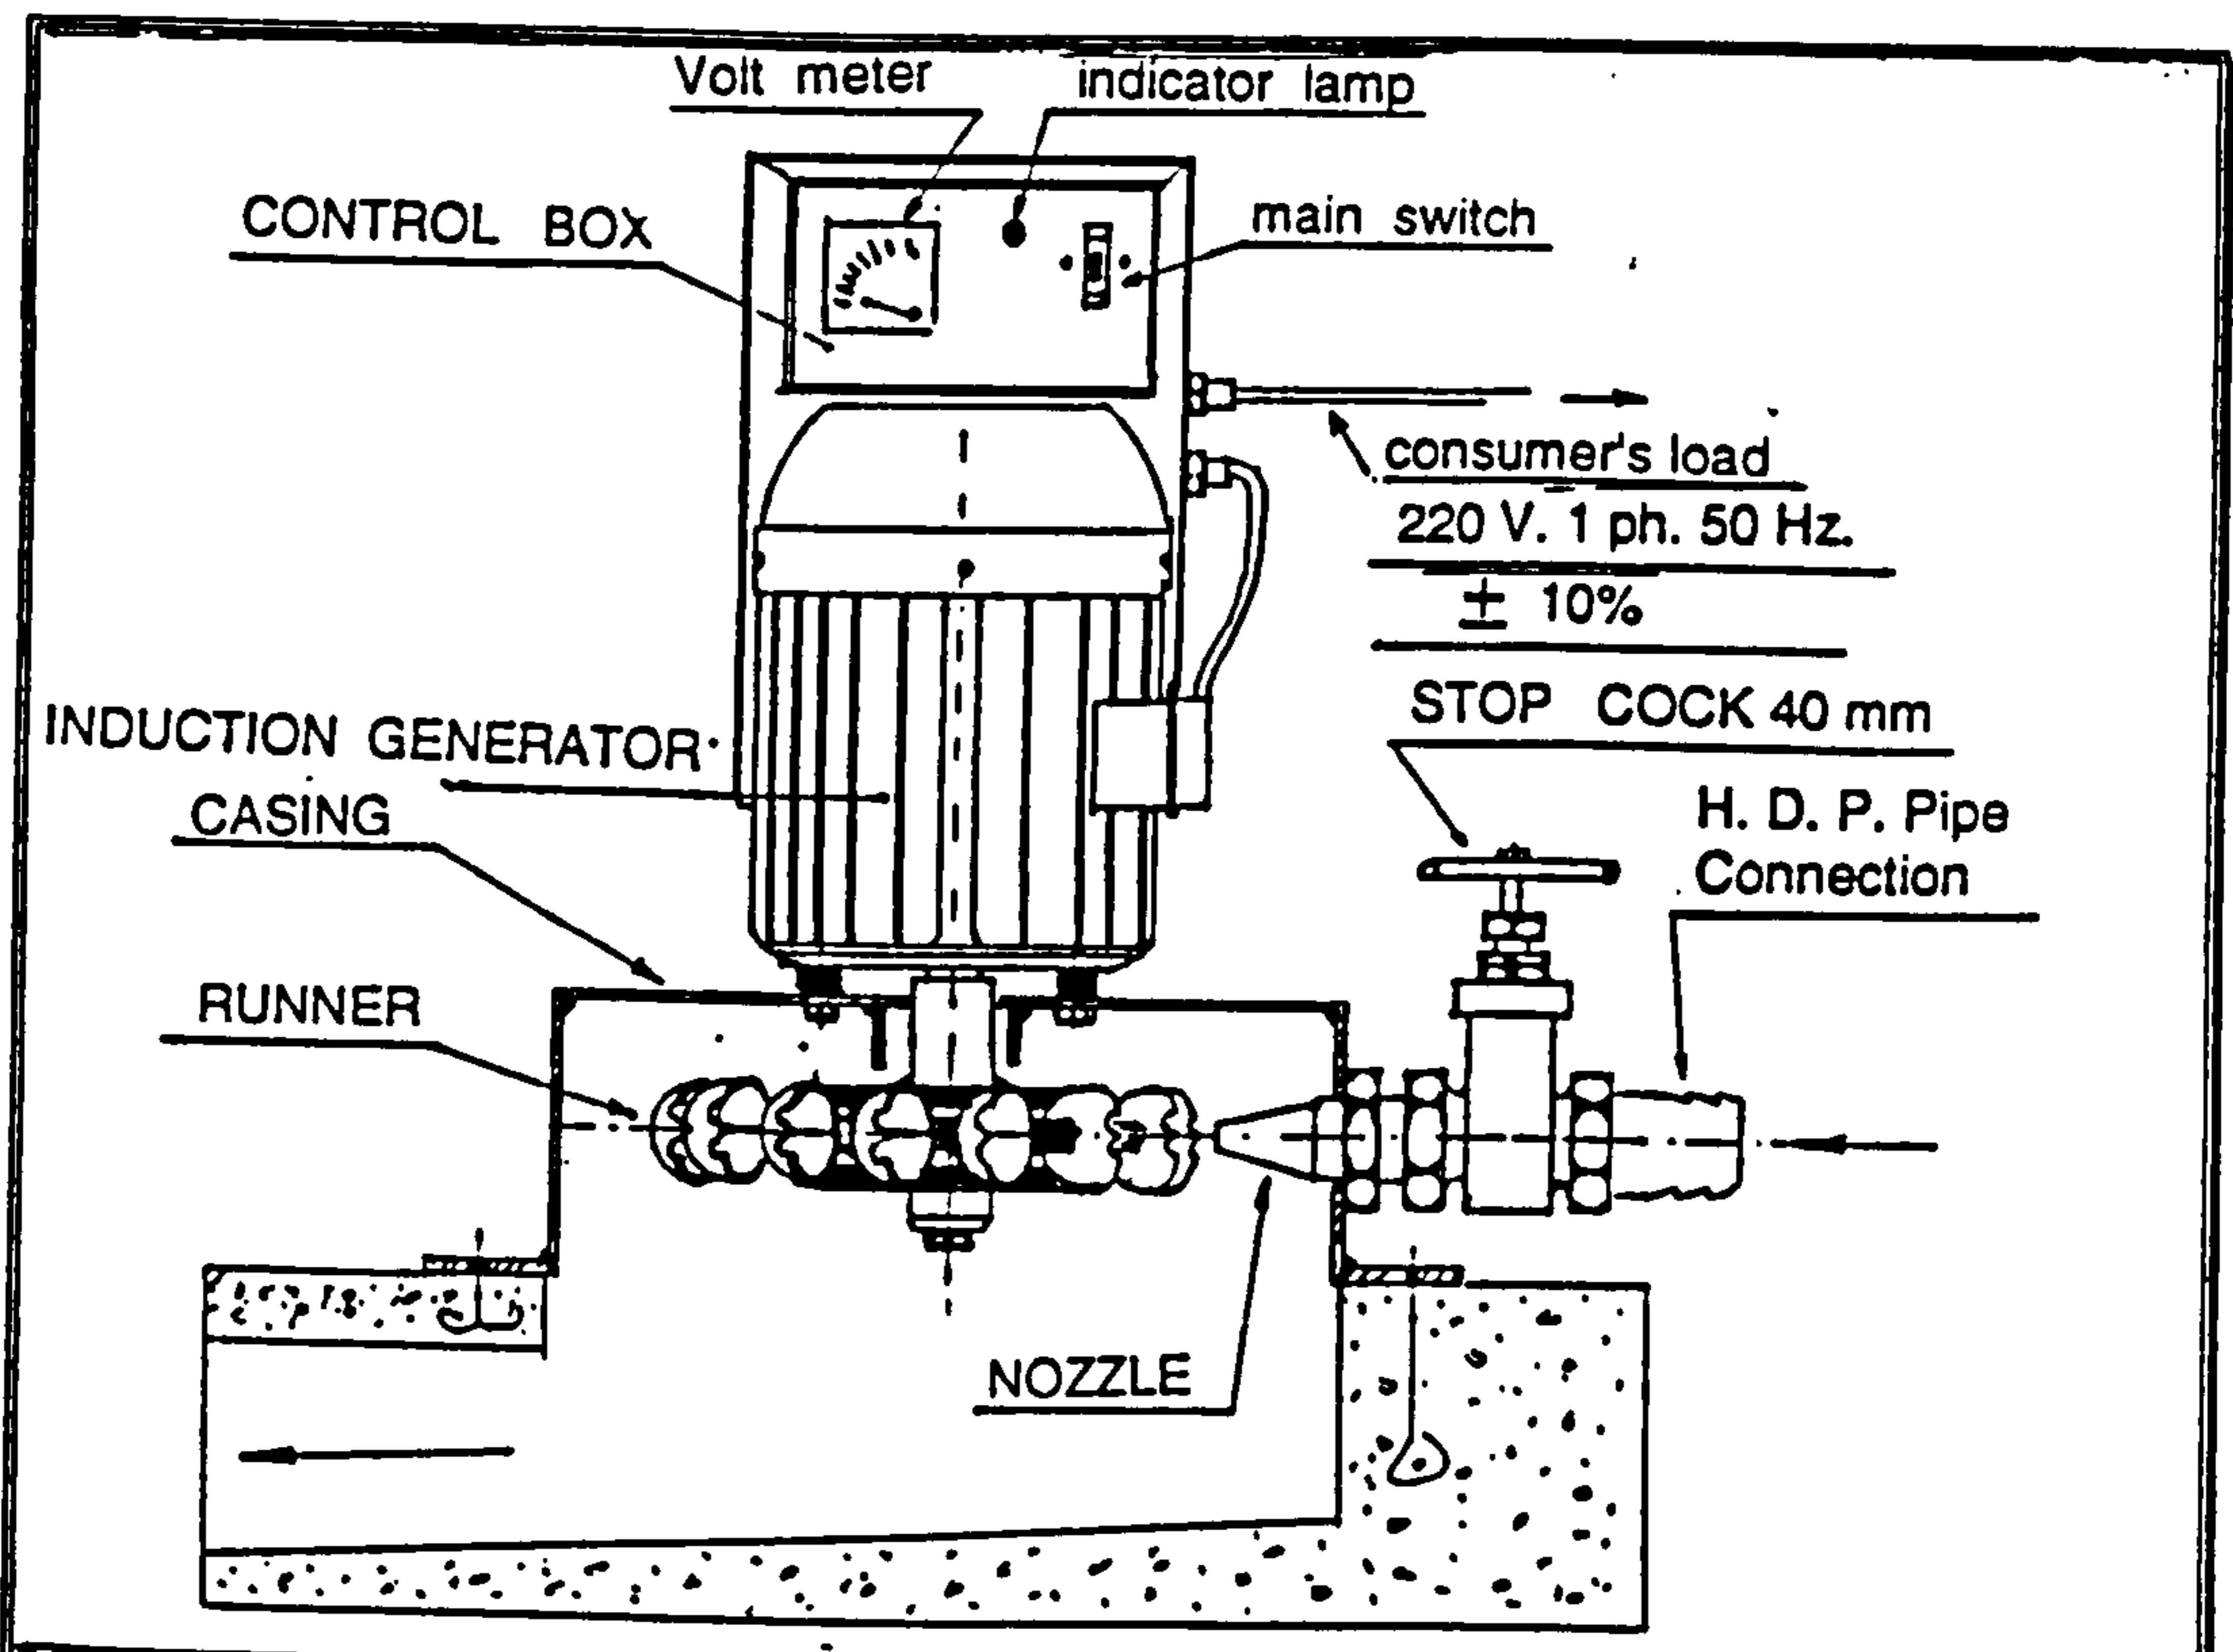 Volt meter
indicator lamp
CONTROL BOX
main switch
consumer's load
220 V. 1 ph. 50 Hz.
± 10%
STOP COCK 40 mm
INDUCTION GENERATOR
H. D. P. Pipe
Connection
CASING
RUNNER
NOZZLE